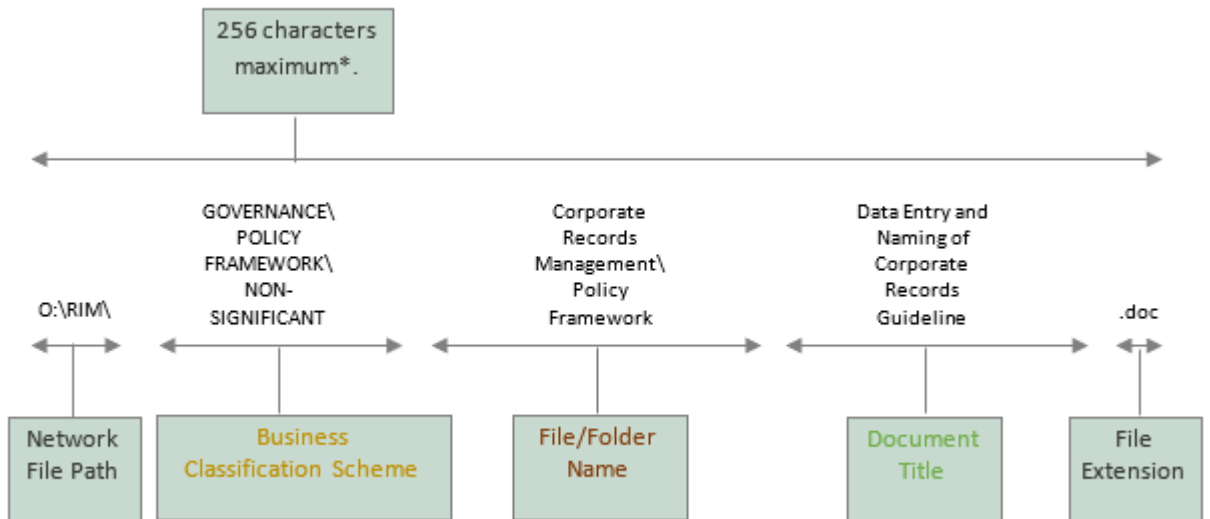 256 characters
maximum*.
GOVERNANCE\
POLICY
FRAMEWORK\
NON-
SIGNIFICANT
Corporate
Records
Management\
Policy
Framework
Data Entry and
Naming of
Corporate
Records
Guideline
O:\RIM\
.doc
Network
File Path
Business
Classification Scheme
File/Folder
Name
Document
Title
File
Extension